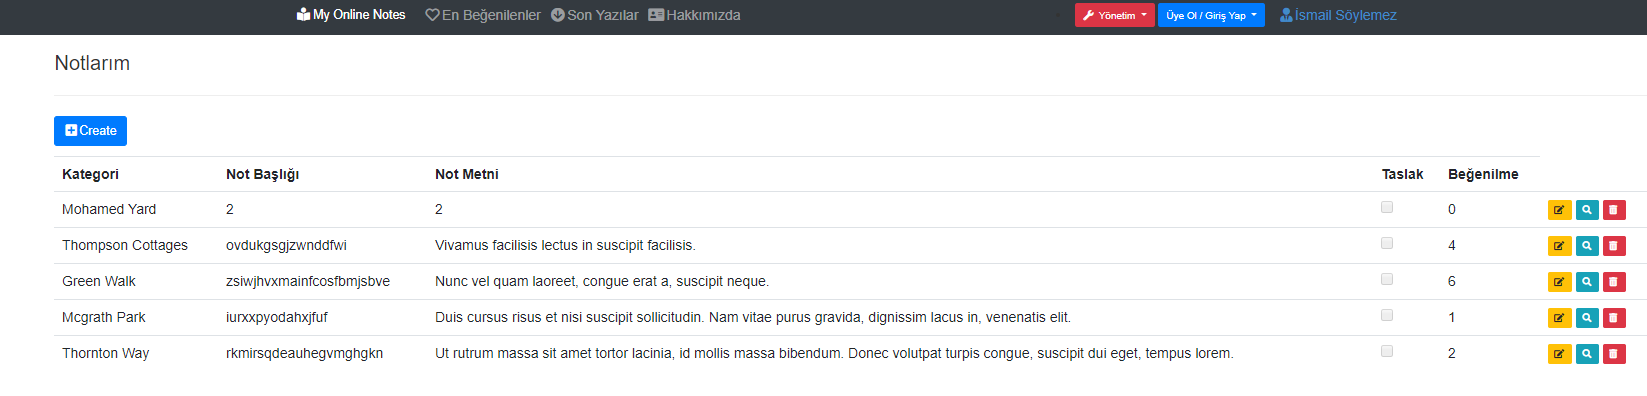 My Online Notes En Beğenilenler Son Yazılar Hakkımızda Yönetim Üye Ol / Giriş Yap İsmail Söylemez
Notlarım
Create
Kategori Not Başlığı Not Metni Taslak Beğenilme
Mohamed Yard 2 2 0
Thompson Cottages ovdukgsgjzwnddfwi Vivamus facilisis lectus in suscipit facilisis. 4
Green Walk zsiwjhvxmainfcosfbmjsbve Nunc vel quam laoreet, congue erat a, suscipit neque. 6
Mcgrath Park iurxxpyodahxjfuf Duis cursus risus et nisi suscipit sollicitudin. Nam vitae purus gravida, dignissim lacus in, venenatis elit. 1
Thornton Way rkmirsqdeauhegvmghgkn Ut rutrum massa sit amet tortor lacinia, id mollis massa bibendum. Donec volutpat turpis congue, suscipit dui eget, tempus lorem. 2